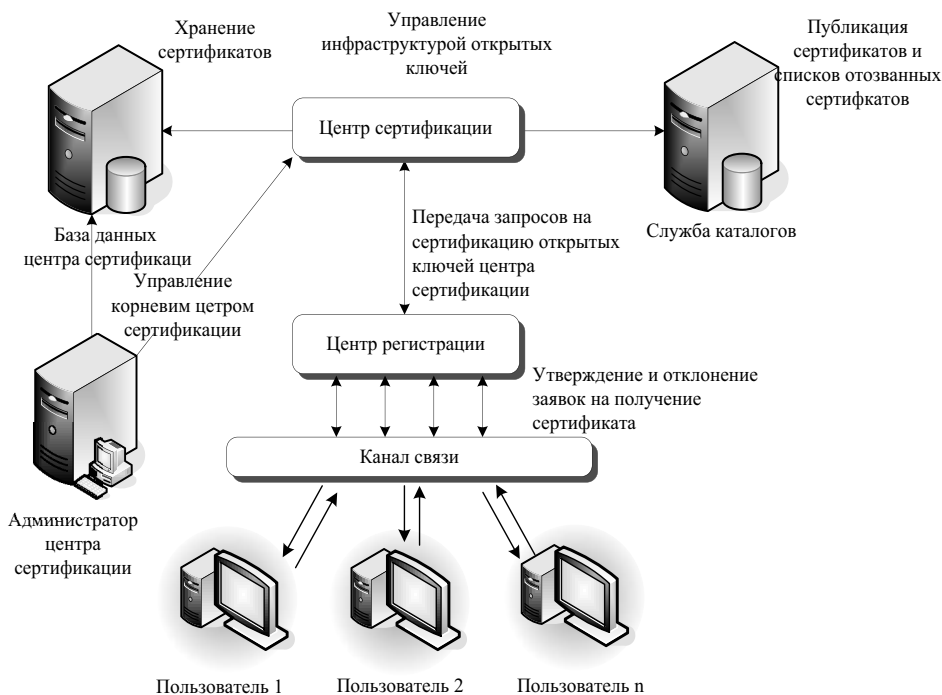 Хранение
сертификатов
Управление
инфраструктурой открытых
ключей
Публикация
сертификатов и
списков отозванных
сертифкатов
Центр сертификации
База данных
центра сертификаци
Передача запросов на
сертификацию открытых
ключей центра
сертификации
Служба каталогов
Управление
корневим цетром
сертификации
Центр регистрации
Утверждение и отклонение
заявок на получение
сертификата
Канал связи
Администратор
центра
сертификации
Пользователь 1
Пользователь 2
Пользователь n